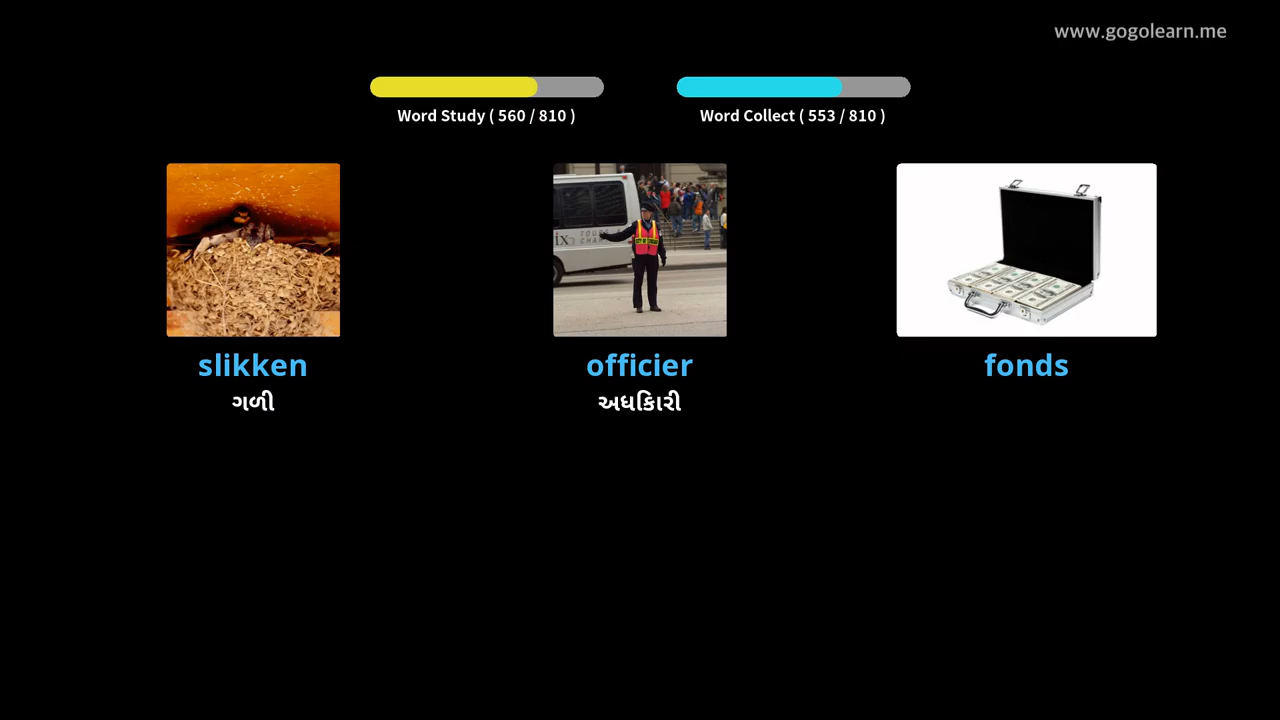 www.gogolearn.me
Word Study ( 560 / 810 )
Word Collect ( 553 / 810 )
slikken
officier
fonds
ગળી
અધિકારી